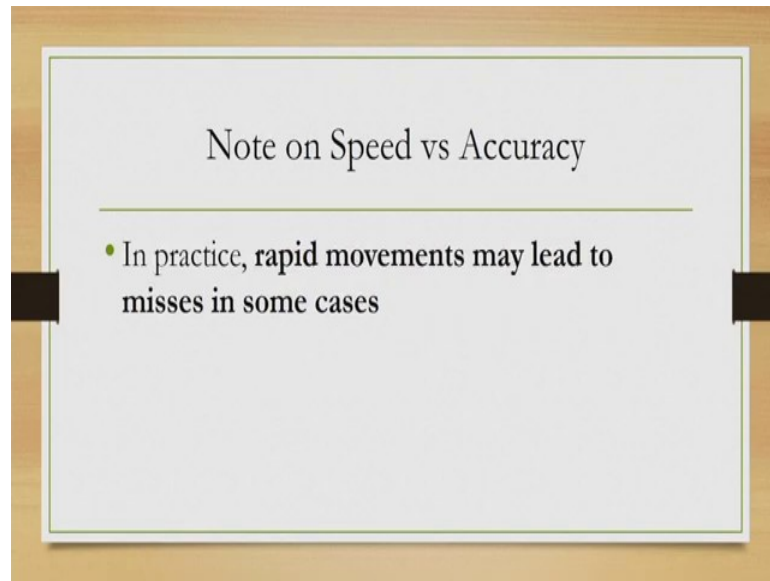 Note on Speed vs Accuracy
• In practice, rapid movements may lead to
misses in some cases